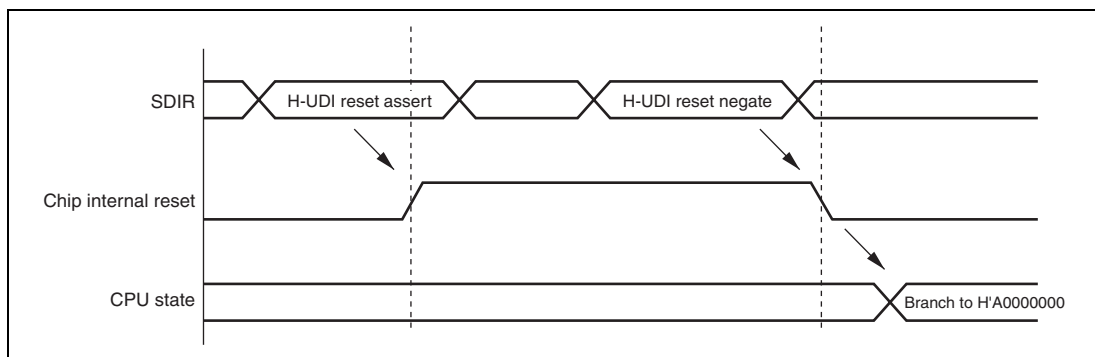 SDIR
H-UDI reset assert
H-UDI reset negate
Chip internal reset
CPU state
Branch to H'A0000000